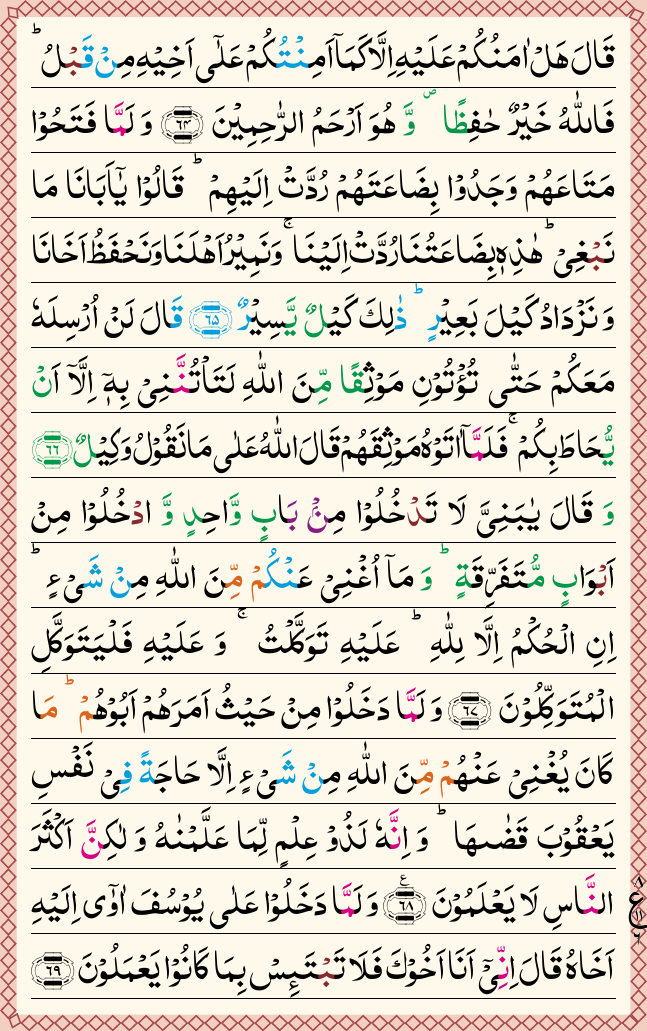 قَالَ هَلْ اٰمَنُكُمْ عَلَیْهِ اِلَّا كَمَاۤ اَمِنْتُكُمْ عَلٰۤی اَخِیْهِ مِنْ قَبْلُ ؕ
فَاللّٰهُ خَیْرٌ حٰفِظًا ۪ وَّ هُوَ اَرْحَمُ الرّٰحِمِیْنَ ﴿۶۴﴾ وَ لَمَّا فَتَحُوْا
مَتَاعَهُمْ وَجَدُوْا بِضَاعَتَهُمْ رُدَّتْ اِلَیْهِمْ ؕ قَالُوْا یٰۤاَبَانَا مَا
نَبْغِیْ ؕ هٰذِهٖ بِضَاعَتُنَا رُدَّتْ اِلَیْنَا ۚ وَ نَمِیْرُ اَهْلَنَا وَ نَحْفَظُ اَخَانَا
وَ نَزْدَادُ كَیْلَ بَعِیْرٍ ؕ ذٰلِكَ كَیْلٌ یَّسِیْرٌ ﴿۶۵﴾ قَالَ لَنْ اُرْسِلَهٗ
مَعَكُمْ حَتّٰی تُؤْتُوْنِ مَوْثِقًا مِّنَ اللّٰهِ لَتَاْتُنَّنِیْ بِهٖۤ اِلَّاۤ اَنْ
یُّحَاطَ بِكُمْ ۚ فَلَمَّاۤ اٰتَوْهُ مَوْثِقَهُمْ قَالَ اللّٰهُ عَلٰی مَا نَقُوْلُ وَكِیْلٌ ﴿۶۶﴾
وَ قَالَ یٰبَنِیَّ لَا تَدْخُلُوْا مِنْۢ بَابٍ وَّاحِدٍ وَّ ادْخُلُوْا مِنْ
اَبْوَابٍ مُّتَفَرِّقَةٍ ؕ وَ مَاۤ اُغْنِیْ عَنْكُمْ مِّنَ اللّٰهِ مِنْ شَیْءٍ ؕ
اِنِ الْحُكْمُ اِلَّا لِلّٰهِ ؕ عَلَیْهِ تَوَكَّلْتُ ۚ وَ عَلَیْهِ فَلْیَتَوَكَّلِ
الْمُتَوَكِّلُوْنَ ﴿۶۷﴾ وَ لَمَّا دَخَلُوْا مِنْ حَیْثُ اَمَرَهُمْ اَبُوْهُمْ ؕ مَا
كَانَ یُغْنِیْ عَنْهُمْ مِّنَ اللّٰهِ مِنْ شَیْءٍ اِلَّا حَاجَةً فِیْ نَفْسِ
یَعْقُوْبَ قَضٰىهَا ؕ وَ اِنَّهٗ لَذُوْ عِلْمٍ لِّمَا عَلَّمْنٰهُ وَ لٰكِنَّ اَكْثَرَ
النَّاسِ لَا یَعْلَمُوْنَ ﴿۶۸﴾ وَ لَمَّا دَخَلُوْا عَلٰی یُوْسُفَ اٰوٰۤی اِلَیْهِ
اَخَاهُ قَالَ اِنِّیْۤ اَنَا اَخُوْكَ فَلَا تَبْتَىِٕسْ بِمَا كَانُوْا یَعْمَلُوْنَ ﴿۶۹﴾